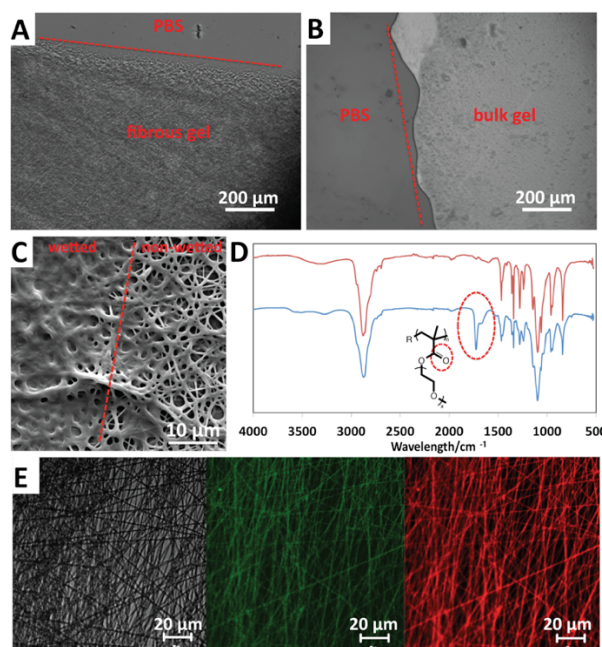 A
PBS
fibrous gel
200 µm
B
PBS
bulk gel
200 µm
C
wetted
non-wetted
10 µm
D
R
n
O
O
O
4000 3500 3000 2500 2000 1500 1000 500
Wavelength/cm⁻¹
E
20 µm
20 µm
20 µm